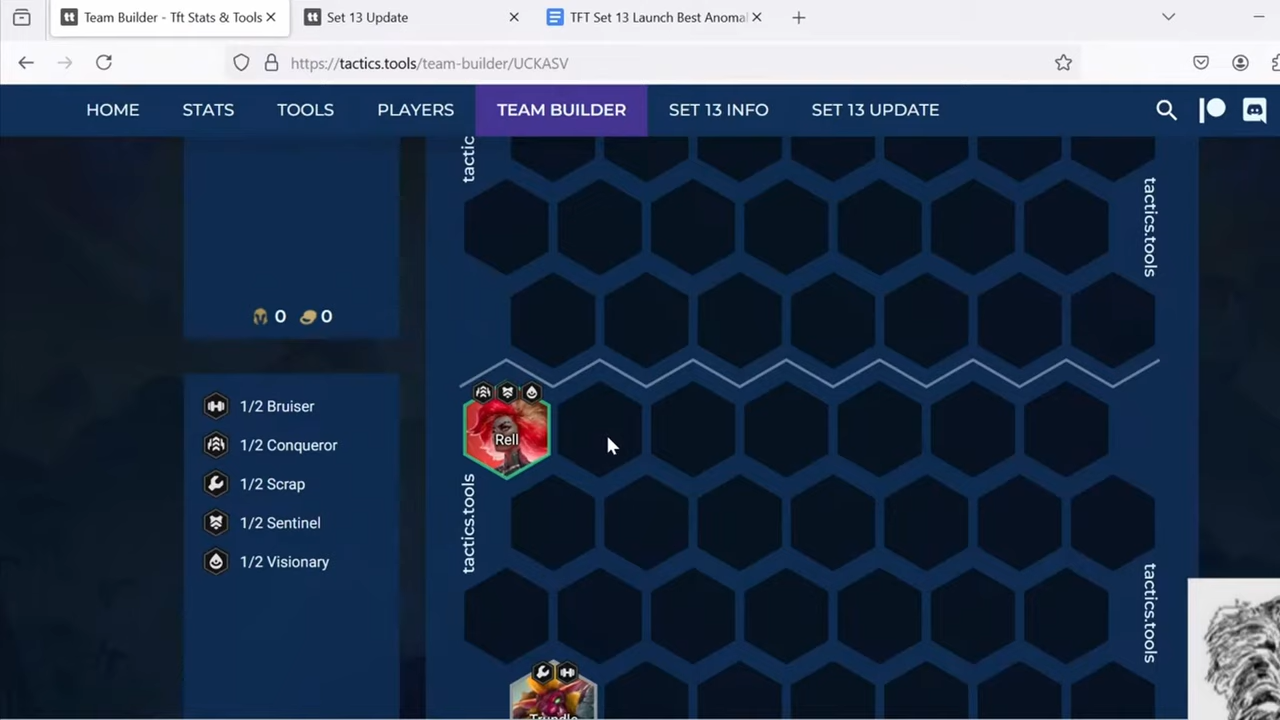 Team Builder - Tft Stats & Tools
Set 13 Update
TFT Set 13 Launch Best Anomal
https://tactics.tools/team-builder/UCKASV
HOME
STATS
TOOLS
PLAYERS
TEAM BUILDER
SET 13 INFO
SET 13 UPDATE
tactic
tactics.tools
0
0
1/2 Bruiser
1/2 Conqueror
1/2 Scrap
1/2 Sentinel
1/2 Visionary
Rell
tactics.tools
tactics.tools
Trundle